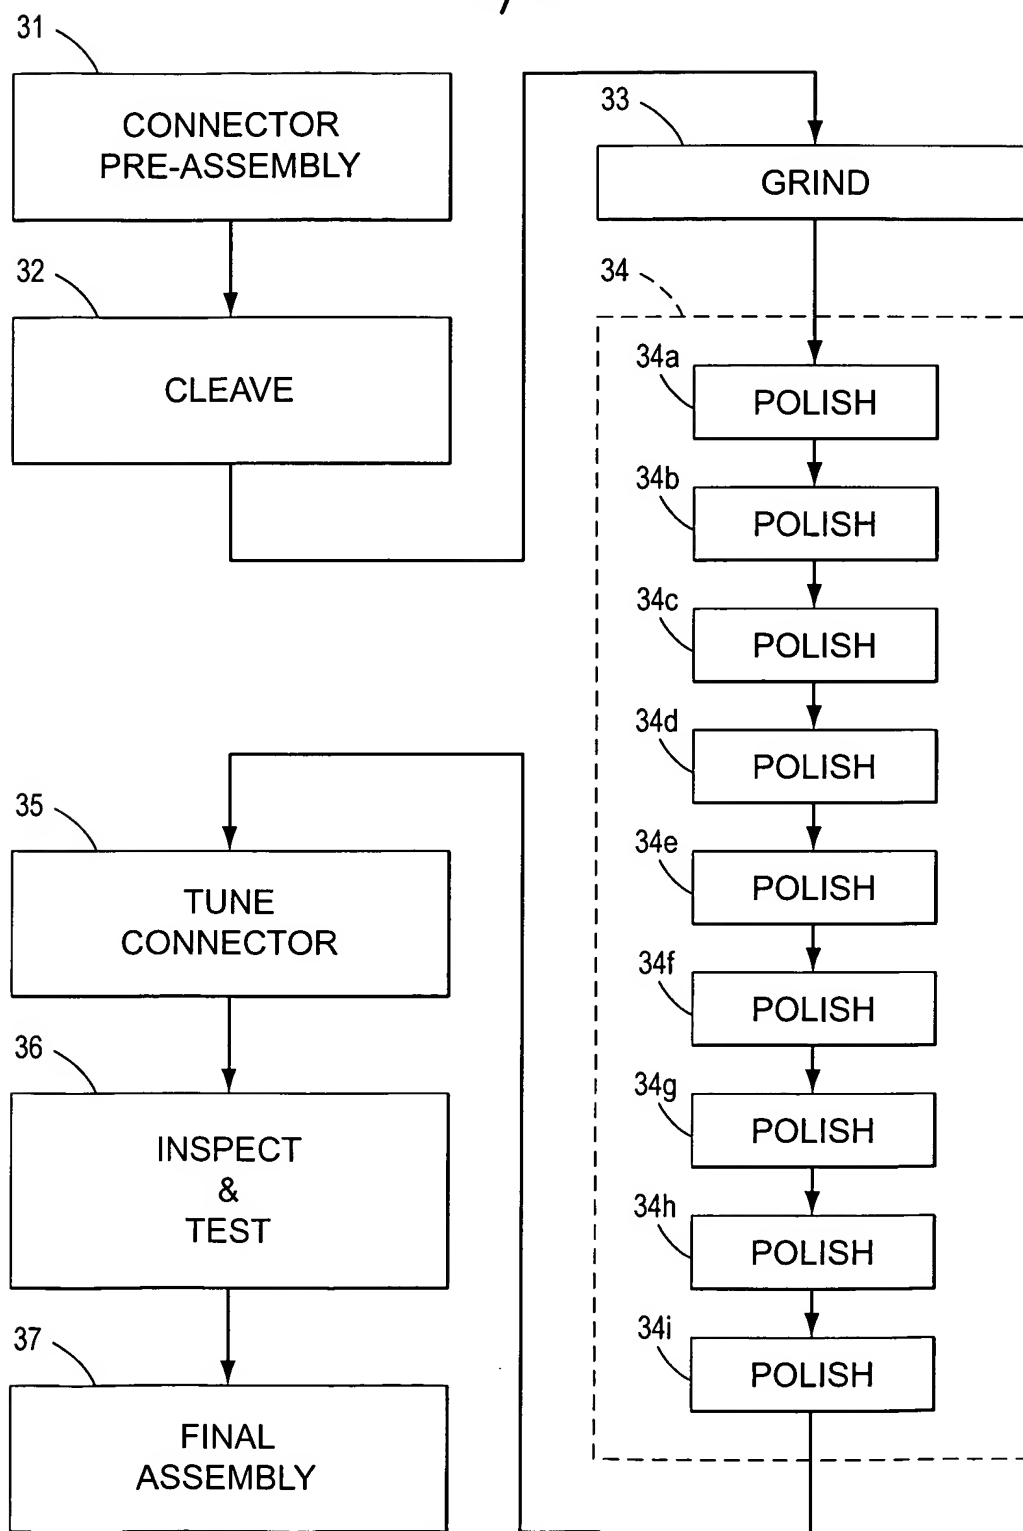 31
CONNECTOR
PRE-ASSEMBLY
32
CLEAVE
33
GRIND
34
34a
POLISH
34b
POLISH
34c
POLISH
34d
POLISH
34e
POLISH
34f
POLISH
34g
POLISH
34h
POLISH
34i
POLISH
35
TUNE
CONNECTOR
36
INSPECT
&
TEST
37
FINAL
ASSEMBLY